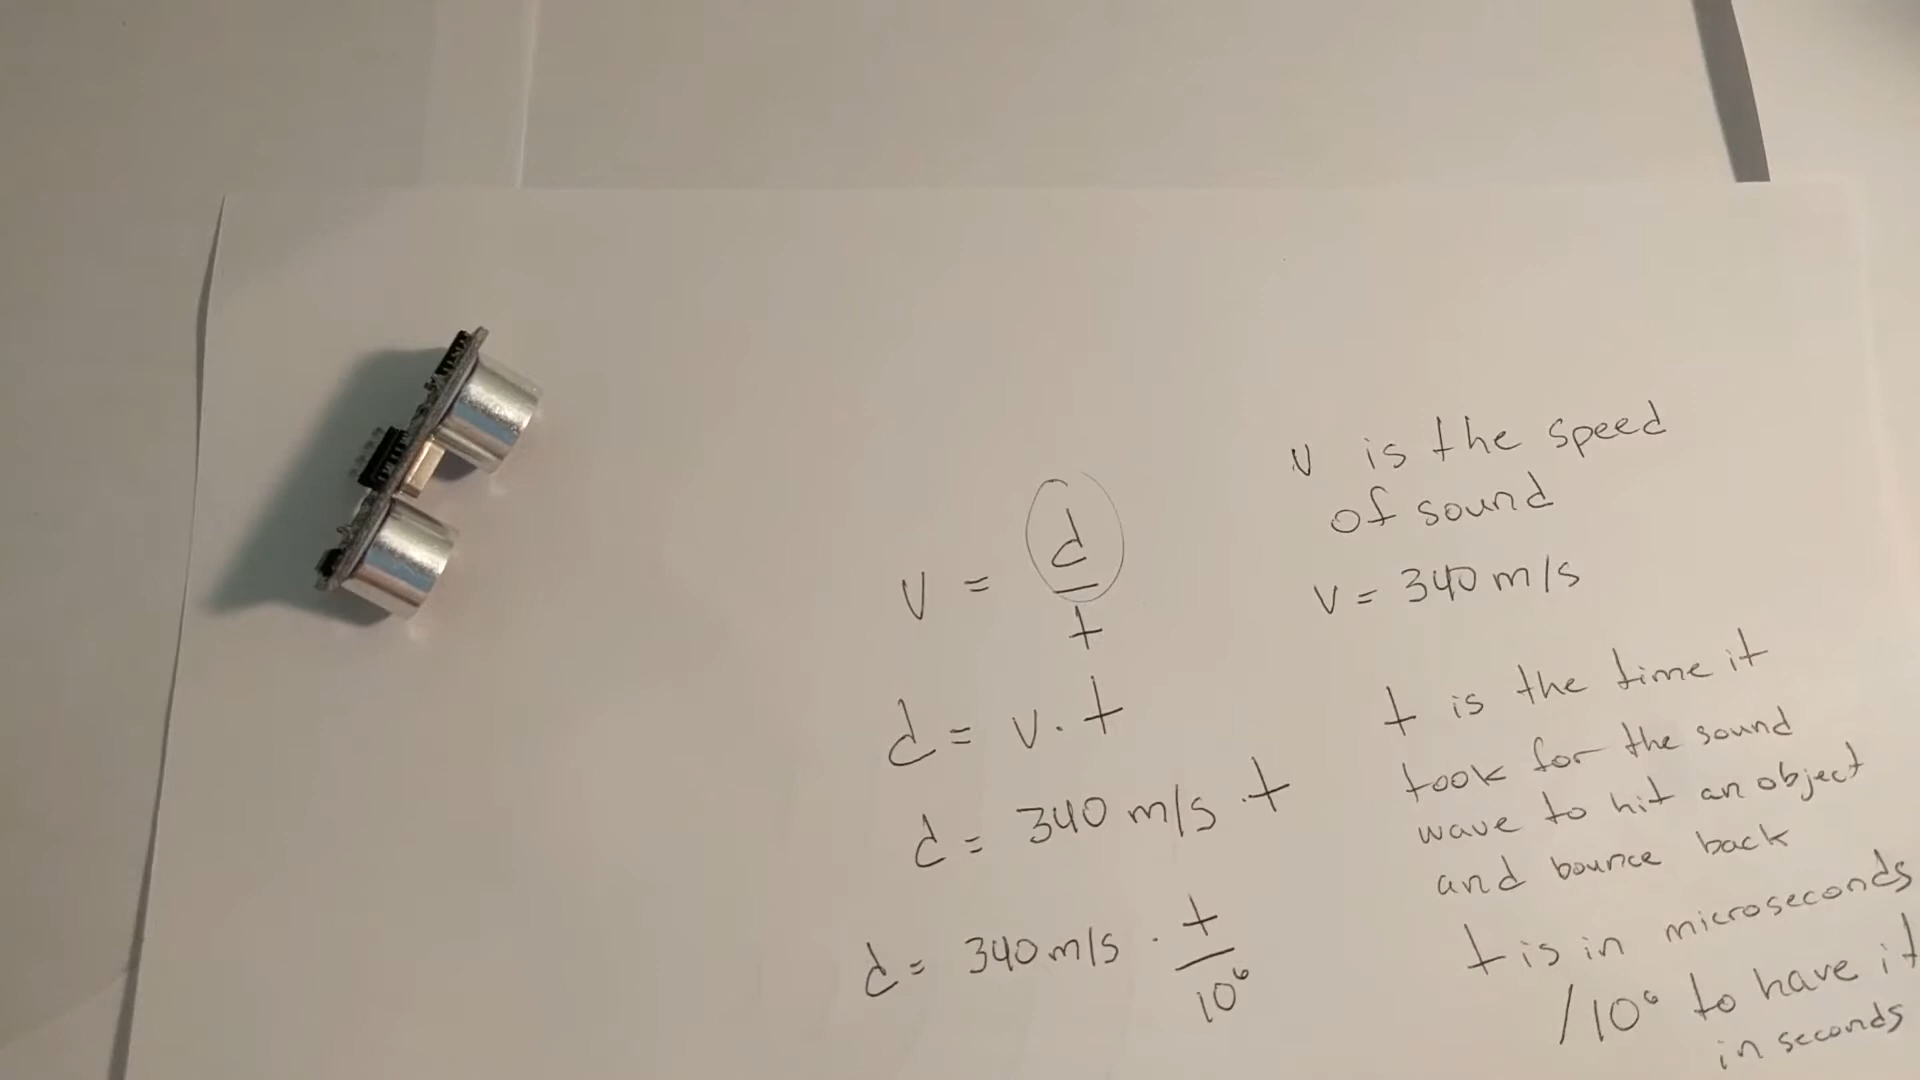 v = d/t
d = v · t
d = 340 m/s · t
d = 340 m/s · t/10⁶
v is the speed
of sound
v = 340 m/s
t is the time it
took for the sound
wave to hit an object
and bounce back
t is in microseconds
/10⁶ to have it
in seconds